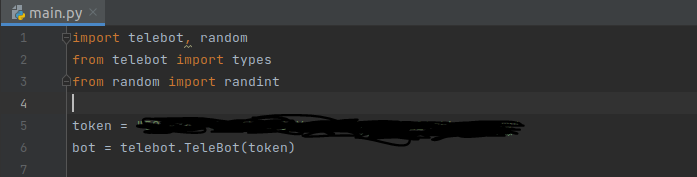 main.py
1 import telebot, random
2 from telebot import types
3 from random import randint
4
5 token =
6 bot = telebot.TeleBot(token)
7